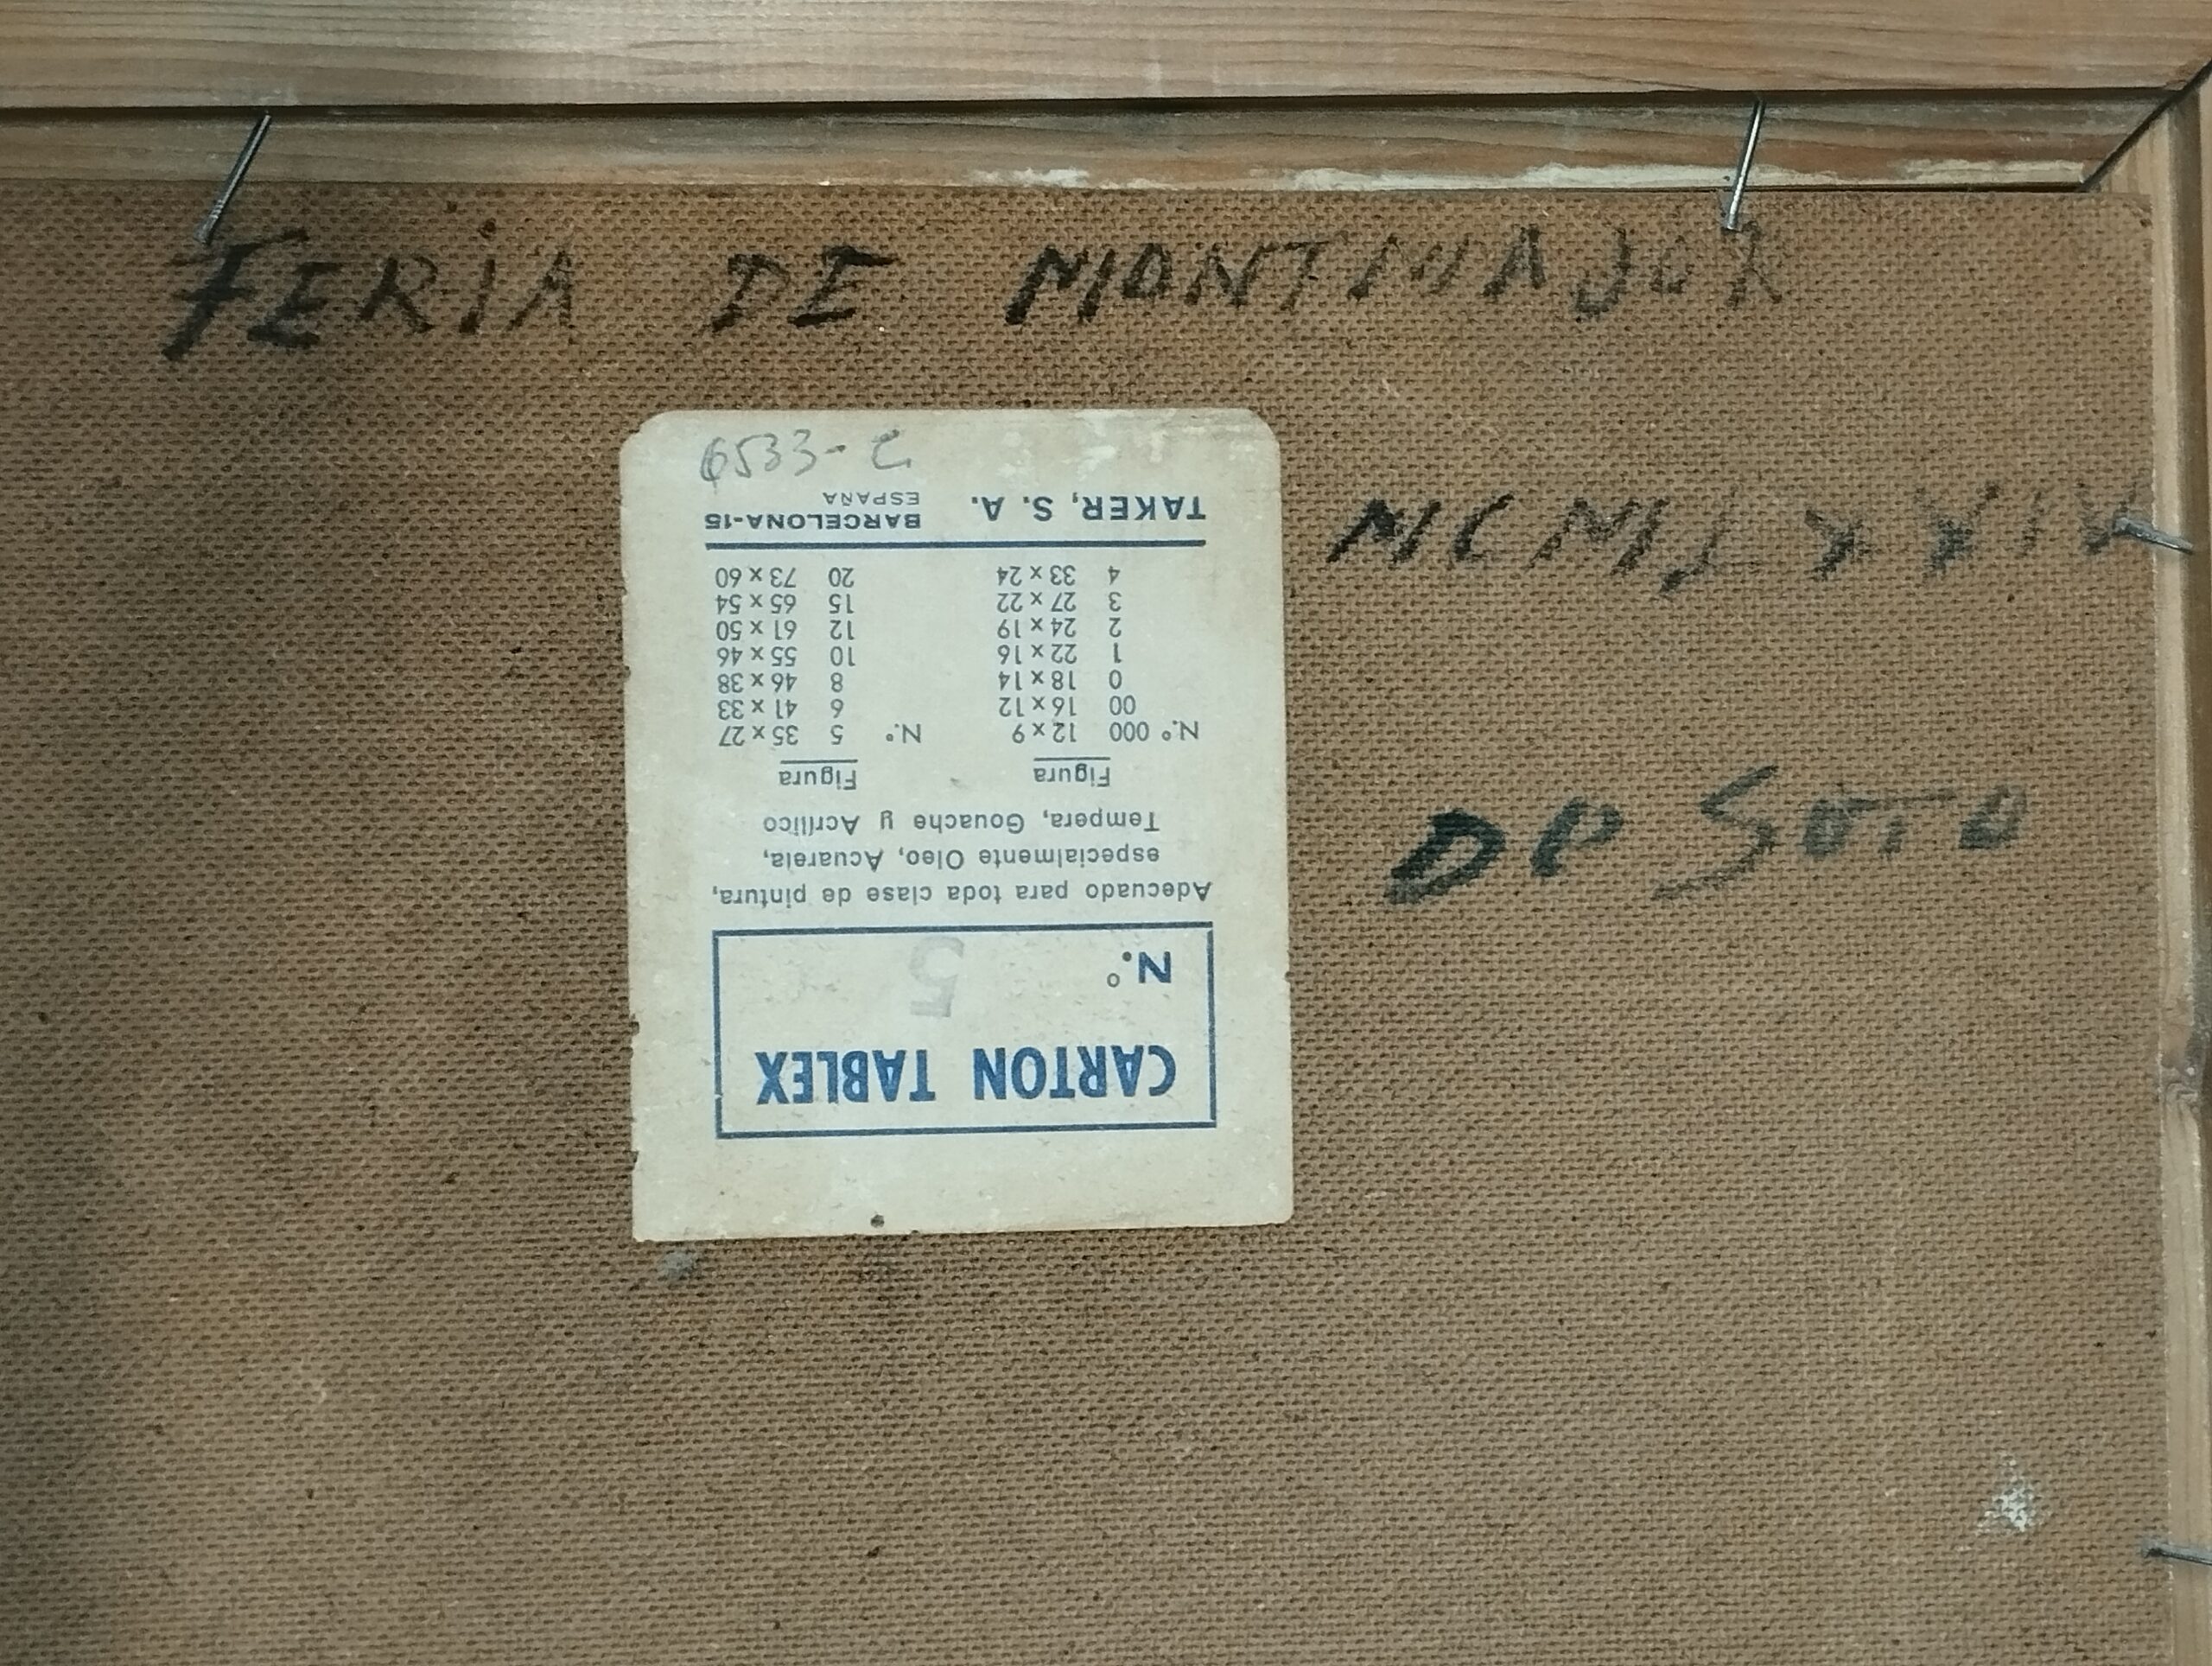 FERIA DE MONTMAJOR
MCMLXXIV
De SOTO
CARTON TABLEX
N.º 5
Adecuado para toda clase de pintura,
especialmente Oleo, Acuarela,
Tempera, Gouache y Acrílico
Figura Figura
N.º 000 12 x 9 N.º 5 35 x 27
00 16 x 12 6 41 x 33
0 18 x 14 8 46 x 38
1 22 x 16 10 55 x 46
2 24 x 19 12 61 x 50
3 27 x 22 15 65 x 54
4 33 x 24 20 73 x 60
TAKER, S. A. BARCELONA-15
ESPAÑA
6533-C